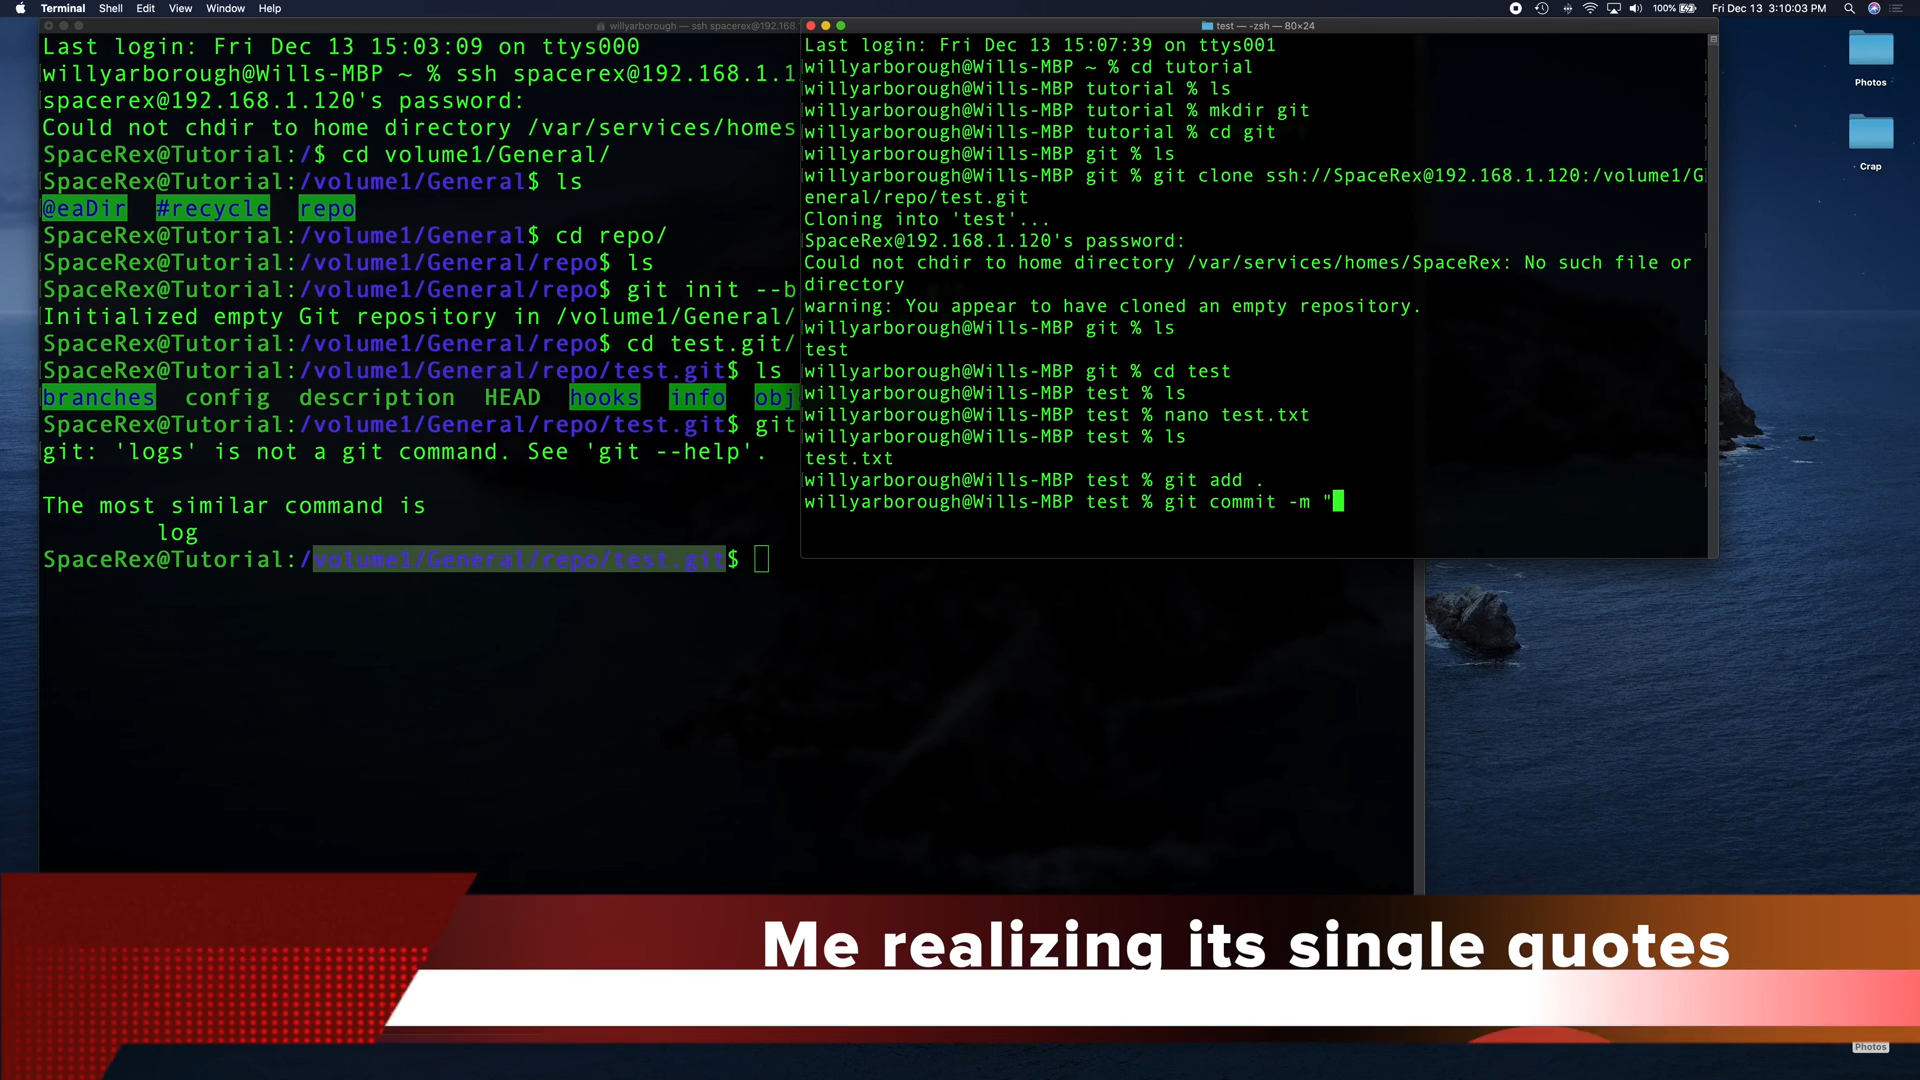 Terminal Shell Edit View Window Help
100% Fri Dec 13 3:10:03 PM
willyarborough — ssh spacerex@192.168.
Last login: Fri Dec 13 15:03:09 on ttys000
willyarborough@Wills-MBP ~ % ssh spacerex@192.168.1.1
spacerex@192.168.1.120's password:
Could not chdir to home directory /var/services/homes
SpaceRex@Tutorial:/$ cd volume1/General/
SpaceRex@Tutorial:/volume1/General$ ls
@eaDir #recycle repo
SpaceRex@Tutorial:/volume1/General$ cd repo/
SpaceRex@Tutorial:/volume1/General/repo$ ls
SpaceRex@Tutorial:/volume1/General/repo$ git init --b
Initialized empty Git repository in /volume1/General/
SpaceRex@Tutorial:/volume1/General/repo$ cd test.git/
SpaceRex@Tutorial:/volume1/General/repo/test.git$ ls
branches config description HEAD hooks info obj
SpaceRex@Tutorial:/volume1/General/repo/test.git$ git
git: 'logs' is not a git command. See 'git --help'.
The most similar command is
log
SpaceRex@Tutorial:/volume1/General/repo/test.git$
test — -zsh — 80×24
Last login: Fri Dec 13 15:07:39 on ttys001
willyarborough@Wills-MBP ~ % cd tutorial
willyarborough@Wills-MBP tutorial % ls
willyarborough@Wills-MBP tutorial % mkdir git
willyarborough@Wills-MBP tutorial % cd git
willyarborough@Wills-MBP git % ls
willyarborough@Wills-MBP git % git clone ssh://SpaceRex@192.168.1.120:/volume1/G
eneral/repo/test.git
Cloning into 'test'...
SpaceRex@192.168.1.120's password:
Could not chdir to home directory /var/services/homes/SpaceRex: No such file or
directory
warning: You appear to have cloned an empty repository.
willyarborough@Wills-MBP git % ls
test
willyarborough@Wills-MBP git % cd test
willyarborough@Wills-MBP test % ls
willyarborough@Wills-MBP test % nano test.txt
willyarborough@Wills-MBP test % ls
test.txt
willyarborough@Wills-MBP test % git add .
willyarborough@Wills-MBP test % git commit -m "
Photos
Crap
Me realizing its single quotes
Photos